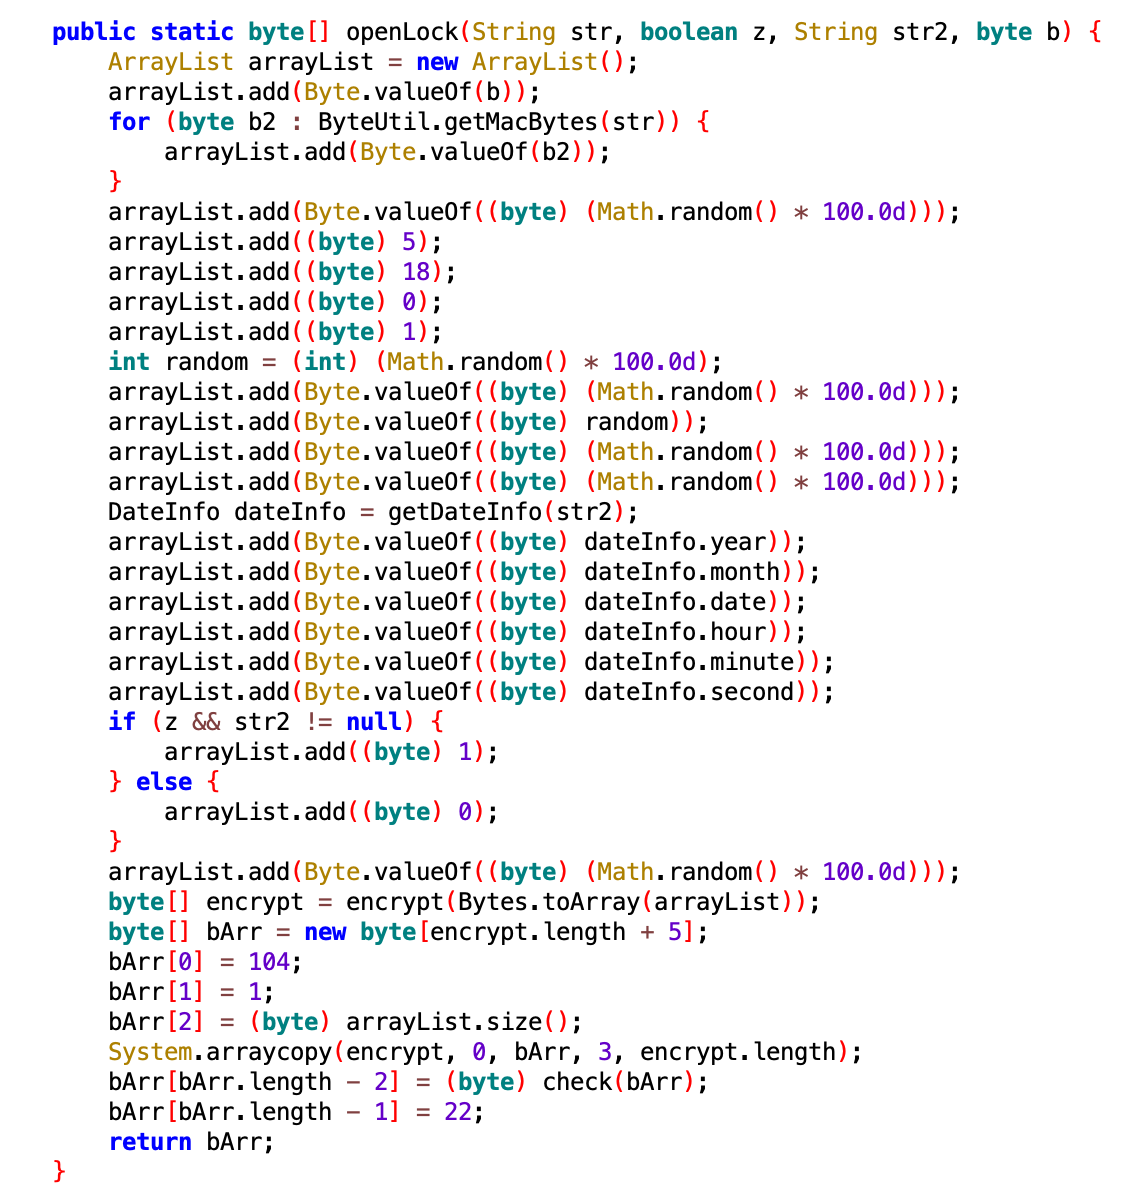 public static byte[] openLock(String str, boolean z, String str2, byte b) {
    ArrayList arrayList = new ArrayList();
    arrayList.add(Byte.valueOf(b));
    for (byte b2 : ByteUtil.getMacBytes(str)) {
        arrayList.add(Byte.valueOf(b2));
    }
    arrayList.add(Byte.valueOf((byte) (Math.random() * 100.0d)));
    arrayList.add((byte) 5);
    arrayList.add((byte) 18);
    arrayList.add((byte) 0);
    arrayList.add((byte) 1);
    int random = (int) (Math.random() * 100.0d);
    arrayList.add(Byte.valueOf((byte) (Math.random() * 100.0d)));
    arrayList.add(Byte.valueOf((byte) random));
    arrayList.add(Byte.valueOf((byte) (Math.random() * 100.0d)));
    arrayList.add(Byte.valueOf((byte) (Math.random() * 100.0d)));
    DateInfo dateInfo = getDateInfo(str2);
    arrayList.add(Byte.valueOf((byte) dateInfo.year));
    arrayList.add(Byte.valueOf((byte) dateInfo.month));
    arrayList.add(Byte.valueOf((byte) dateInfo.date));
    arrayList.add(Byte.valueOf((byte) dateInfo.hour));
    arrayList.add(Byte.valueOf((byte) dateInfo.minute));
    arrayList.add(Byte.valueOf((byte) dateInfo.second));
    if (z && str2 != null) {
        arrayList.add((byte) 1);
    } else {
        arrayList.add((byte) 0);
    }
    arrayList.add(Byte.valueOf((byte) (Math.random() * 100.0d)));
    byte[] encrypt = encrypt(Bytes.toArray(arrayList));
    byte[] bArr = new byte[encrypt.length + 5];
    bArr[0] = 104;
    bArr[1] = 1;
    bArr[2] = (byte) arrayList.size();
    System.arraycopy(encrypt, 0, bArr, 3, encrypt.length);
    bArr[bArr.length - 2] = (byte) check(bArr);
    bArr[bArr.length - 1] = 22;
    return bArr;
}